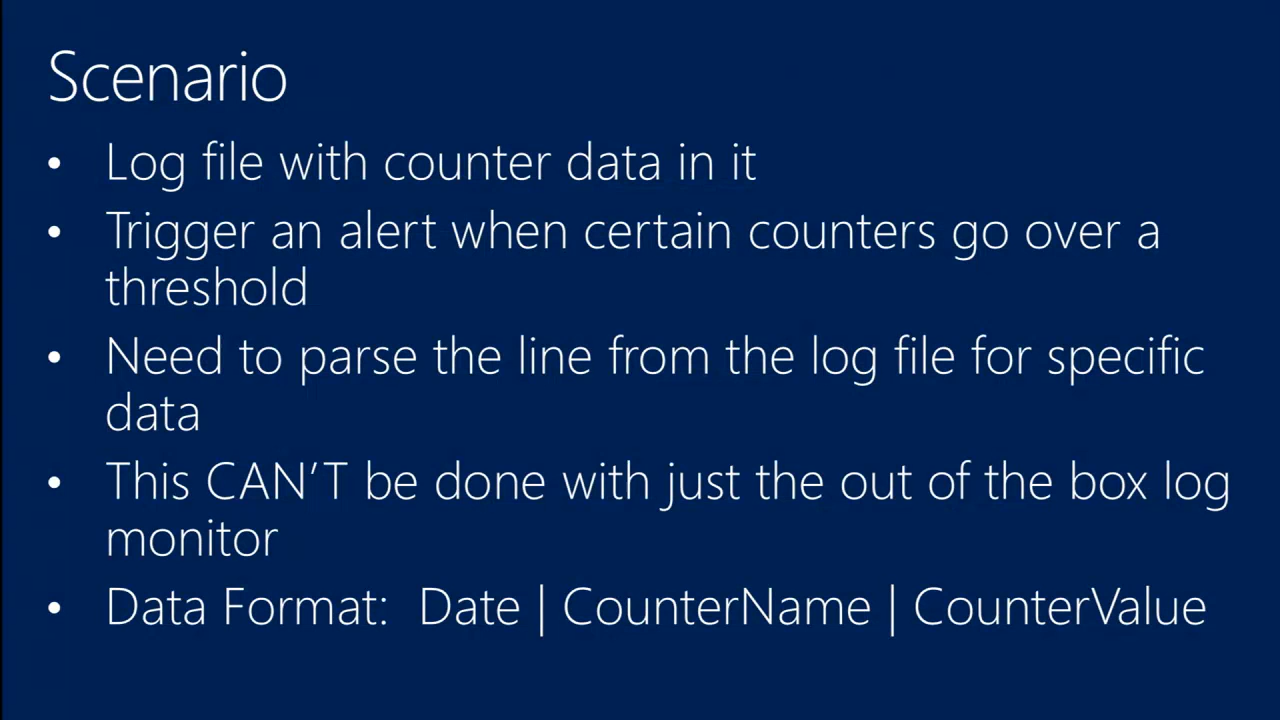 Scenario
• Log file with counter data in it
• Trigger an alert when certain counters go over a
threshold
• Need to parse the line from the log file for specific
data
• This CAN’T be done with just the out of the box log
monitor
• Data Format:  Date | CounterName | CounterValue